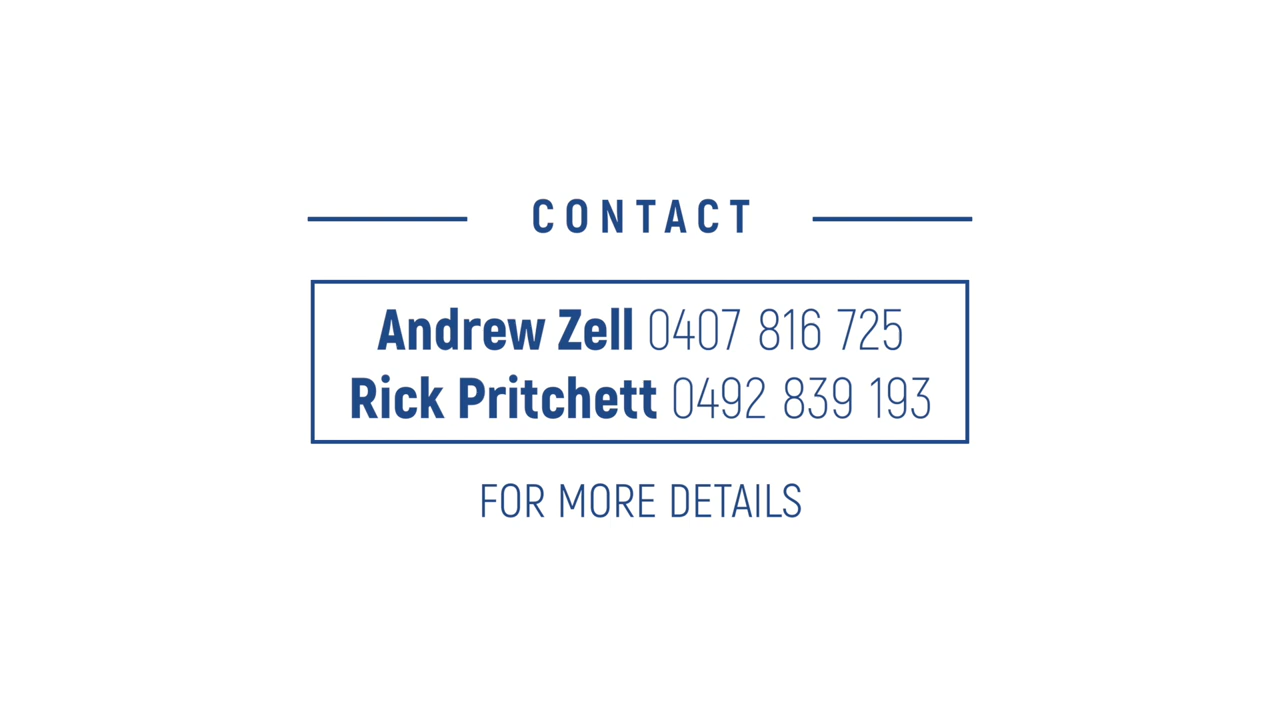 CONTACT
Andrew Zell 0407 816 725
Rick Pritchett 0492 839 193
FOR MORE DETAILS